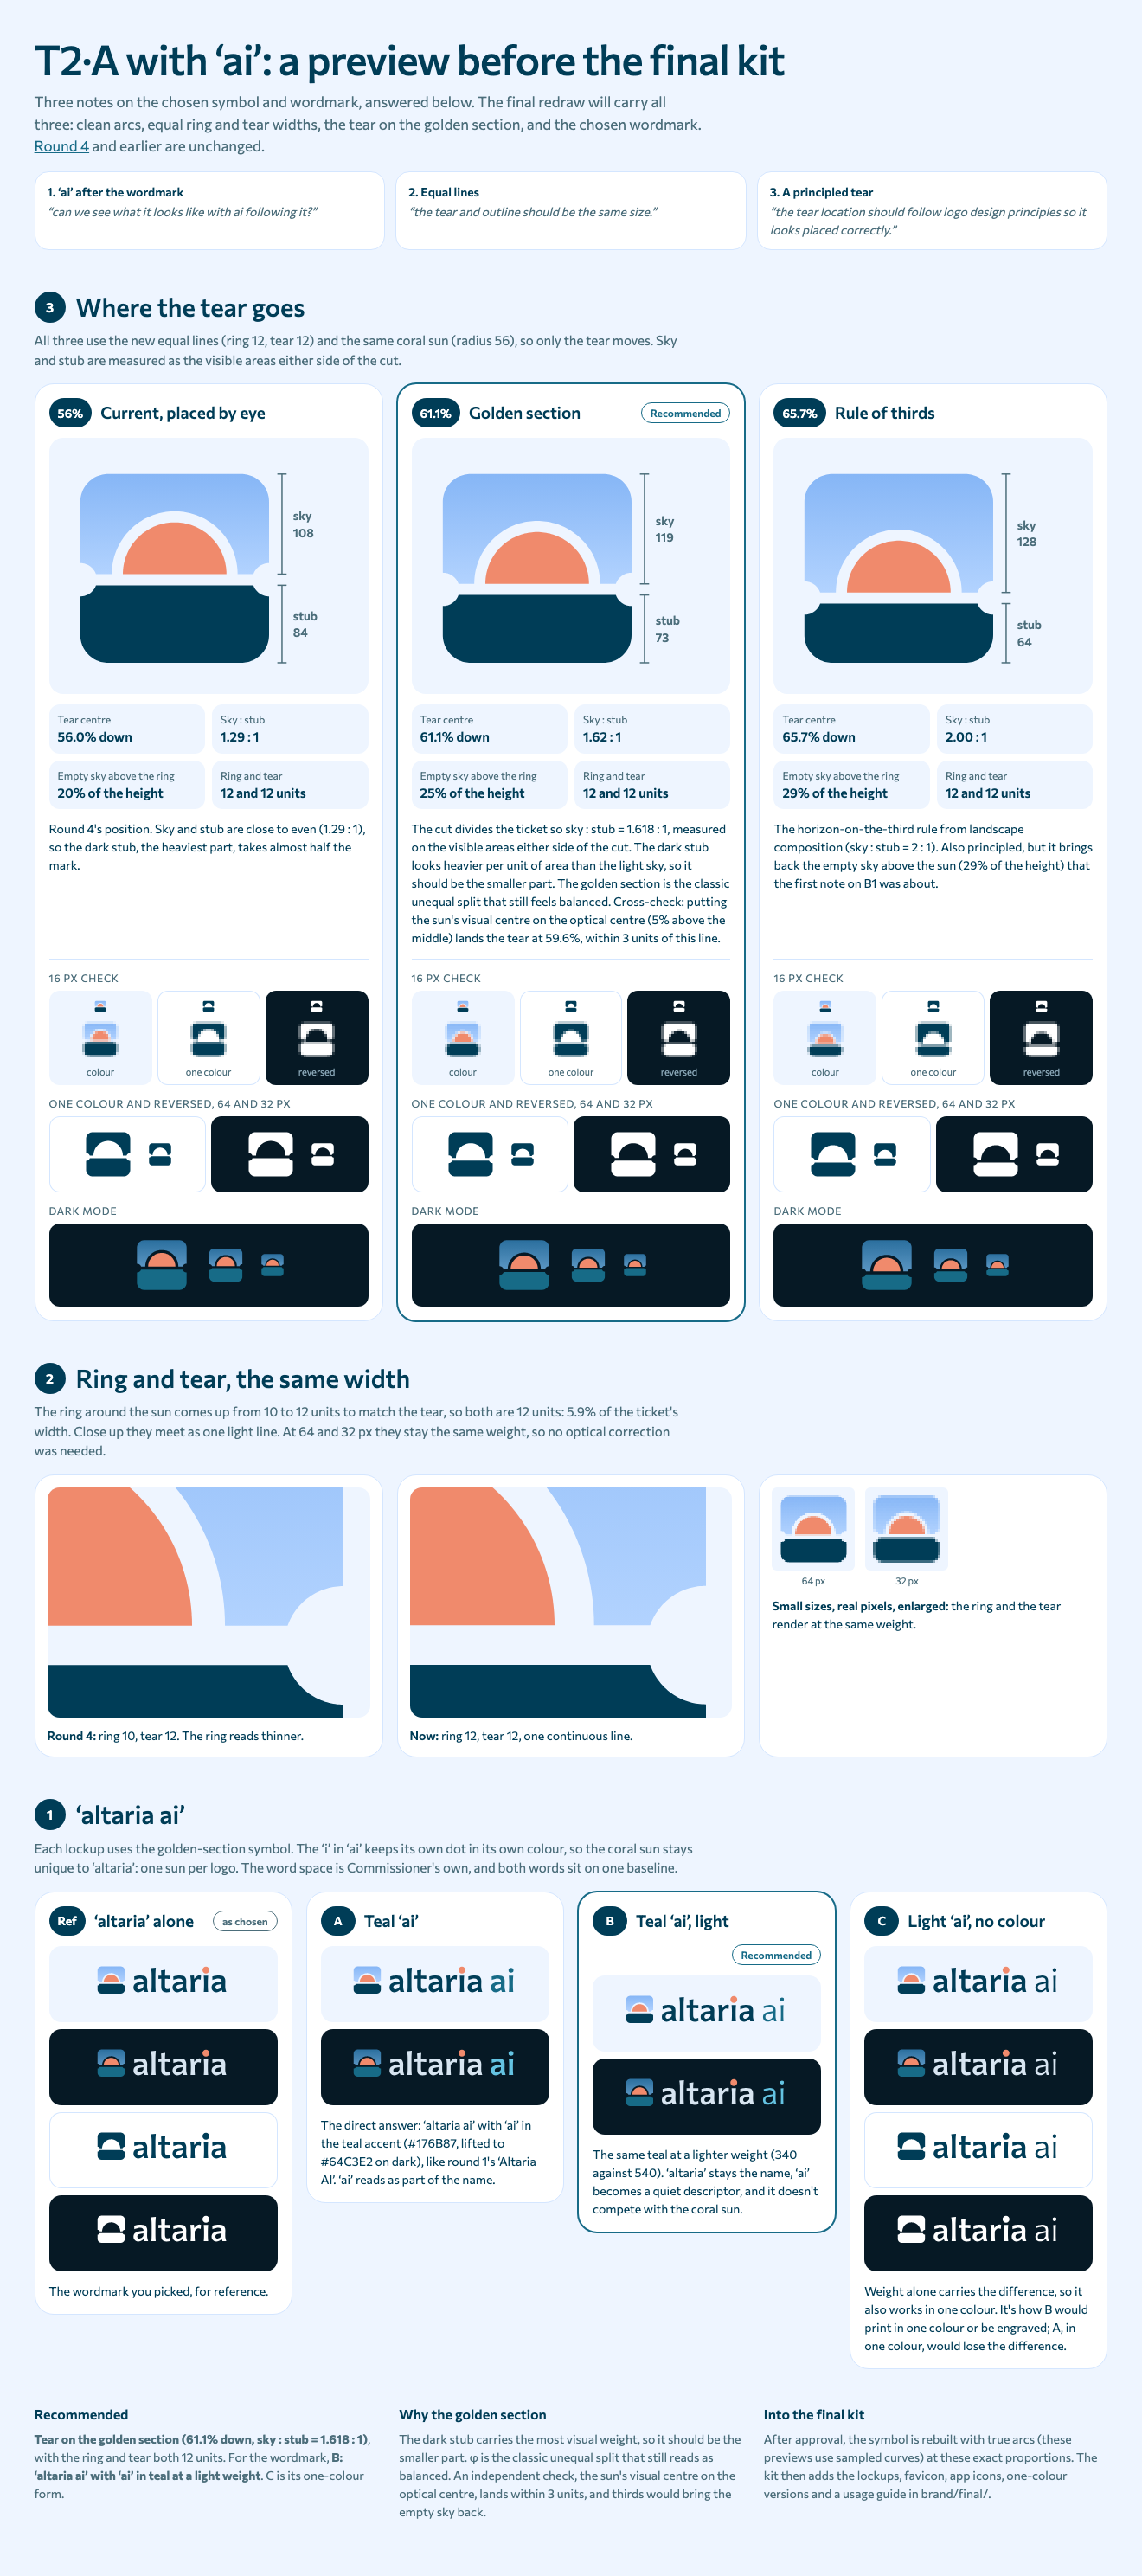 T2·A with ‘ai’: a preview before the final kit
Three notes on the chosen symbol and wordmark, answered below. The final redraw will carry all
three: clean arcs, equal ring and tear widths, the tear on the golden section, and the chosen wordmark.
Round 4 and earlier are unchanged.
1. ‘ai’ after the wordmark
“can we see what it looks like with ai following it?”
2. Equal lines
“the tear and outline should be the same size.”
3. A principled tear
“the tear location should follow logo design principles so it
looks placed correctly.”
3 Where the tear goes
All three use the new equal lines (ring 12, tear 12) and the same coral sun (radius 56), so only the tear moves. Sky
and stub are measured as the visible areas either side of the cut.
56% Current, placed by eye
sky
108
stub
84
Tear centre
56.0% down
Sky : stub
1.29 : 1
Empty sky above the ring
20% of the height
Ring and tear
12 and 12 units
Round 4's position. Sky and stub are close to even (1.29 : 1),
so the dark stub, the heaviest part, takes almost half the
mark.
16 PX CHECK
colour
one colour
reversed
ONE COLOUR AND REVERSED, 64 AND 32 PX
DARK MODE
61.1% Golden section Recommended
sky
119
stub
73
Tear centre
61.1% down
Sky : stub
1.62 : 1
Empty sky above the ring
25% of the height
Ring and tear
12 and 12 units
The cut divides the ticket so sky : stub = 1.618 : 1, measured
on the visible areas either side of the cut. The dark stub
looks heavier per unit of area than the light sky, so it
should be the smaller part. The golden section is the classic
unequal split that still feels balanced. Cross-check: putting
the sun's visual centre on the optical centre (5% above the
middle) lands the tear at 59.6%, within 3 units of this line.
16 PX CHECK
colour
one colour
reversed
ONE COLOUR AND REVERSED, 64 AND 32 PX
DARK MODE
65.7% Rule of thirds
sky
128
stub
64
Tear centre
65.7% down
Sky : stub
2.00 : 1
Empty sky above the ring
29% of the height
Ring and tear
12 and 12 units
The horizon-on-the-third rule from landscape
composition (sky : stub = 2 : 1). Also principled, but it brings
back the empty sky above the sun (29% of the height) that
the first note on B1 was about.
16 PX CHECK
colour
one colour
reversed
ONE COLOUR AND REVERSED, 64 AND 32 PX
DARK MODE
2 Ring and tear, the same width
The ring around the sun comes up from 10 to 12 units to match the tear, so both are 12 units: 5.9% of the ticket's
width. Close up they meet as one light line. At 64 and 32 px they stay the same weight, so no optical correction
was needed.
Round 4: ring 10, tear 12. The ring reads thinner.
Now: ring 12, tear 12, one continuous line.
64 px
32 px
Small sizes, real pixels, enlarged: the ring and the tear
render at the same weight.
1 ‘altaria ai’
Each lockup uses the golden-section symbol. The ‘i’ in ‘ai’ keeps its own dot in its own colour, so the coral sun stays
unique to ‘altaria’: one sun per logo. The word space is Commissioner's own, and both words sit on one baseline.
Ref ‘altaria’ alone as chosen
altaria
altaria
altaria
altaria
The wordmark you picked, for reference.
A Teal ‘ai’
altaria ai
altaria ai
The direct answer: ‘altaria ai’ with ‘ai’ in
the teal accent (#176B87, lifted to
#64C3E2 on dark), like round 1's ‘Altaria
AI’. ‘ai’ reads as part of the name.
B Teal ‘ai’, light
Recommended
altaria ai
altaria ai
The same teal at a lighter weight (340
against 540). ‘altaria’ stays the name, ‘ai’
becomes a quiet descriptor, and it doesn't
compete with the coral sun.
C Light ‘ai’, no colour
altaria ai
altaria ai
altaria ai
altaria ai
Weight alone carries the difference, so it
also works in one colour. It's how B would
print in one colour or be engraved; A, in
one colour, would lose the difference.
Recommended
Tear on the golden section (61.1% down, sky : stub = 1.618 : 1),
with the ring and tear both 12 units. For the wordmark, B:
‘altaria ai’ with ‘ai’ in teal at a light weight. C is its one-colour
form.
Why the golden section
The dark stub carries the most visual weight, so it should be the
smaller part. φ is the classic unequal split that still reads as
balanced. An independent check, the sun's visual centre on the
optical centre, lands within 3 units, and thirds would bring the
empty sky back.
Into the final kit
After approval, the symbol is rebuilt with true arcs (these
previews use sampled curves) at these exact proportions. The
kit then adds the lockups, favicon, app icons, one-colour
versions and a usage guide in brand/final/.